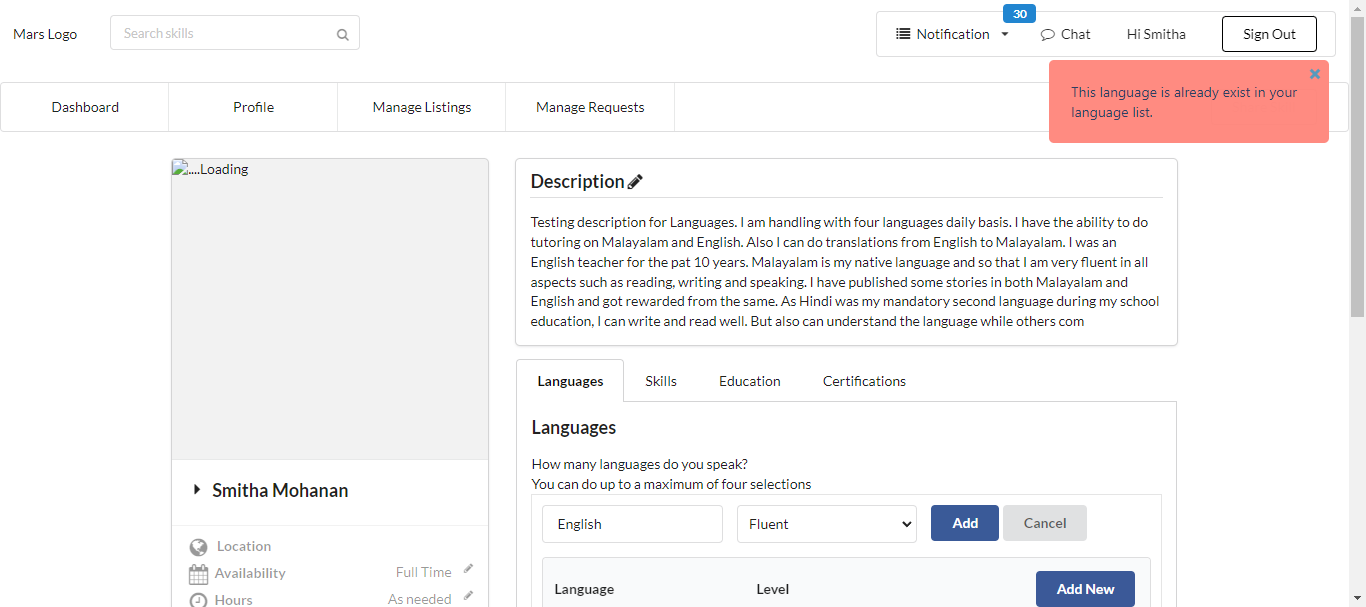 30
Mars Logo
Search skills
Notification
Chat
Hi Smitha
Sign Out
Dashboard
Profile
Manage Listings
Manage Requests
This language is already exist in your
language list.
....Loading
Smitha Mohanan
Location
Availability
Full Time
Hours
As needed
Description
Testing description for Languages. I am handling with four languages daily basis. I have the ability to do
tutoring on Malayalam and English. Also I can do translations from English to Malayalam. I was an
English teacher for the pat 10 years. Malayalam is my native language and so that I am very fluent in all
aspects such as reading, writing and speaking. I have published some stories in both Malayalam and
English and got rewarded from the same. As Hindi was my mandatory second language during my school
education, I can write and read well. But also can understand the language while others com
Languages
Skills
Education
Certifications
Languages
How many languages do you speak?
You can do up to a maximum of four selections
English
Fluent
Add
Cancel
Language
Level
Add New